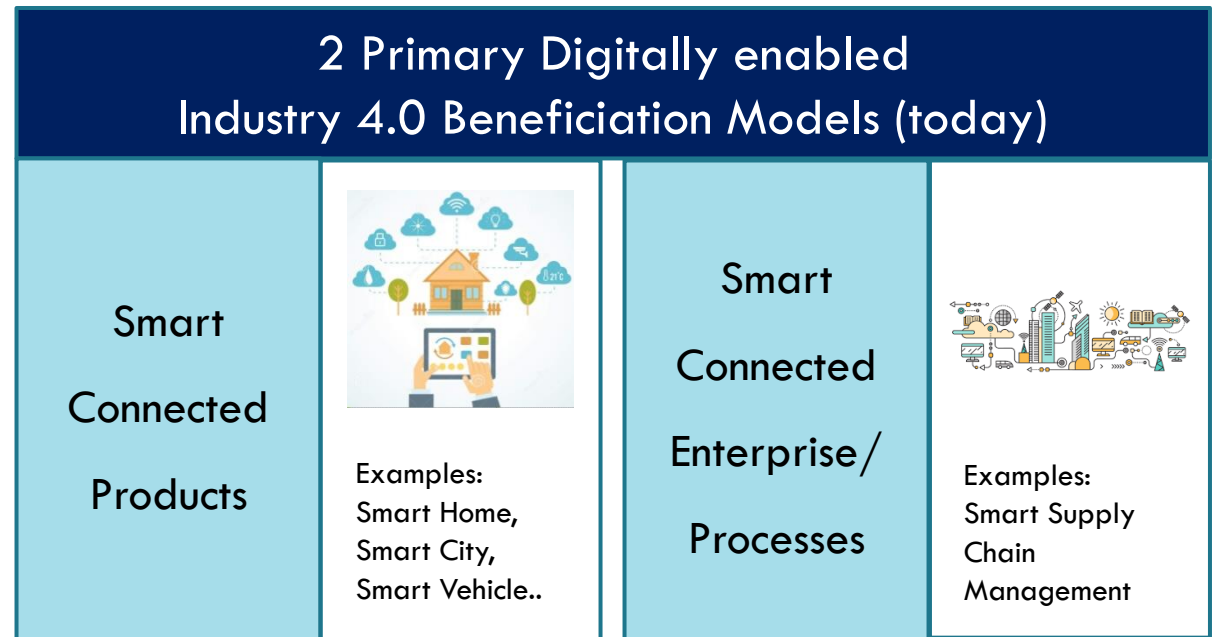 2 Primary Digitally enabled
Industry 4.0 Beneficiation Models (today)
Smart
Connected
Products
21°c
Examples:
Smart Home,
Smart City,
Smart Vehicle..
Smart
Connected
Enterprise/
Processes
Examples:
Smart Supply
Chain
Management